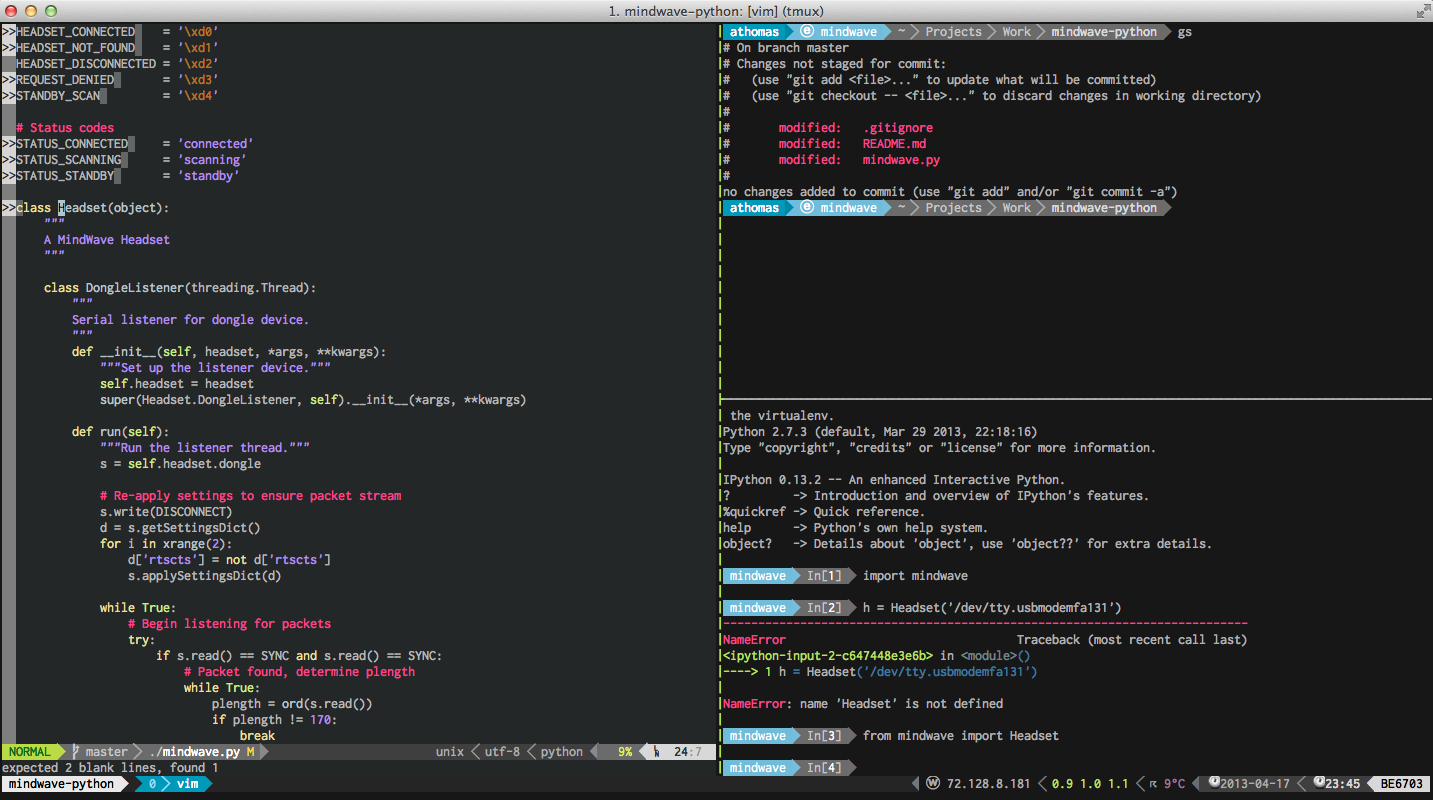 1. mindwave-python: [vim] (tmux)
>>HEADSET_CONNECTED    = '\xd0'
>>HEADSET_NOT_FOUND    = '\xd1'
  HEADSET_DISCONNECTED = '\xd2'
>>REQUEST_DENIED       = '\xd3'
>>STANDBY_SCAN         = '\xd4'
  # Status codes
>>STATUS_CONNECTED     = 'connected'
>>STATUS_SCANNING      = 'scanning'
>>STATUS_STANDBY       = 'standby'
>>class Headset(object):
      """
      A MindWave Headset
      """
      class DongleListener(threading.Thread):
          """
          Serial listener for dongle device.
          """
          def __init__(self, headset, *args, **kwargs):
              """Set up the listener device."""
              self.headset = headset
              super(Headset.DongleListener, self).__init__(*args, **kwargs)
          def run(self):
              """Run the listener thread."""
              s = self.headset.dongle
              # Re-apply settings to ensure packet stream
              s.write(DISCONNECT)
              d = s.getSettingsDict()
              for i in xrange(2):
                  d['rtscts'] = not d['rtscts']
                  s.applySettingsDict(d)
              while True:
                  # Begin listening for packets
                  try:
                      if s.read() == SYNC and s.read() == SYNC:
                          # Packet found, determine plength
                          while True:
                              plength = ord(s.read())
                              if plength != 170:
                                  break
NORMAL master ./mindwave.py M unix utf-8 python 9% 24:7
expected 2 blank lines, found 1
athomas ⓔ mindwave ~ Projects Work mindwave-python gs
# On branch master
# Changes not staged for commit:
#   (use "git add <file>..." to update what will be committed)
#   (use "git checkout -- <file>..." to discard changes in working directory)
#
#       modified:   .gitignore
#       modified:   README.md
#       modified:   mindwave.py
#
no changes added to commit (use "git add" and/or "git commit -a")
athomas ⓔ mindwave ~ Projects Work mindwave-python
the virtualenv.
Python 2.7.3 (default, Mar 29 2013, 22:18:16)
Type "copyright", "credits" or "license" for more information.
IPython 0.13.2 -- An enhanced Interactive Python.
?         -> Introduction and overview of IPython's features.
%quickref -> Quick reference.
help      -> Python's own help system.
object?   -> Details about 'object', use 'object??' for extra details.
mindwave In[1] import mindwave
mindwave In[2] h = Headset('/dev/tty.usbmodemfa131')
---------------------------------------------------------------------------
NameError                                 Traceback (most recent call last)
<ipython-input-2-c647448e3e6b> in <module>()
----> 1 h = Headset('/dev/tty.usbmodemfa131')
NameError: name 'Headset' is not defined
mindwave In[3] from mindwave import Headset
mindwave In[4]
mindwave-python 0 vim ⓦ 72.128.8.181 0.9 1.0 1.1 9°C 2013-04-17 23:45 BE6703